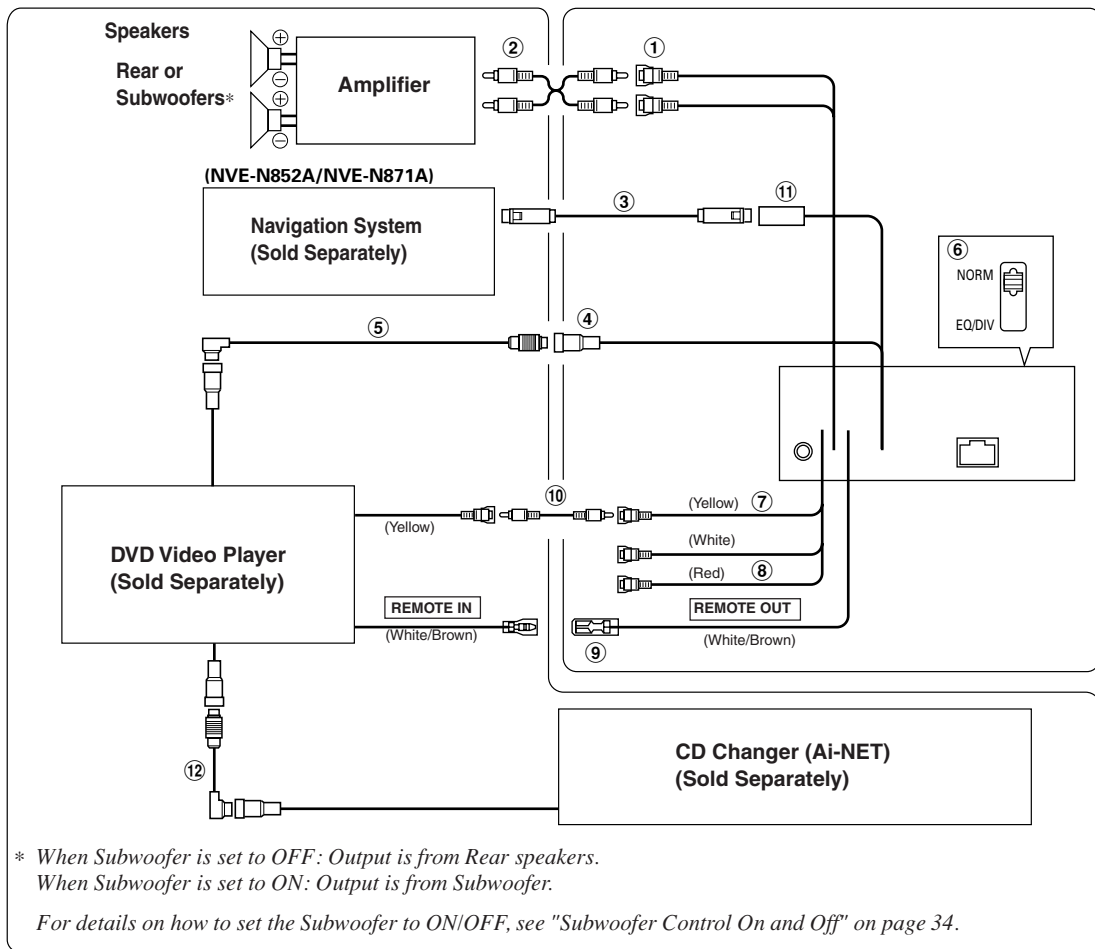 Speakers
Rear or
Subwoofers*
⊕
⊖
⊕
⊖
Amplifier
②
①
(NVE-N852A/NVE-N871A)
Navigation System
(Sold Separately)
③
⑪
⑥
NORM
EQ/DIV
⑤
④
DVD Video Player
(Sold Separately)
(Yellow)
⑩
(Yellow)
⑦
(White)
(Red)
⑧
REMOTE IN
(White/Brown)
REMOTE OUT
(White/Brown)
⑨
⑫
CD Changer (Ai-NET)
(Sold Separately)
* When Subwoofer is set to OFF: Output is from Rear speakers.
When Subwoofer is set to ON: Output is from Subwoofer.
For details on how to set the Subwoofer to ON/OFF, see "Subwoofer Control On and Off" on page 34.